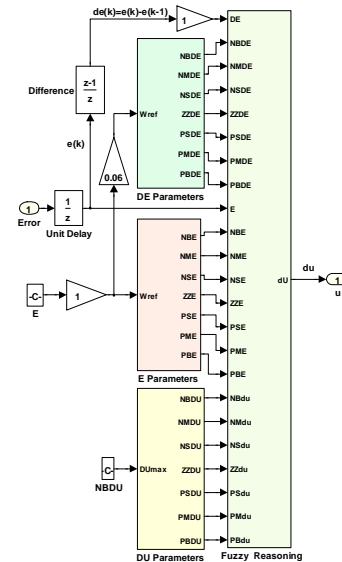 de(k)=e(k)-e(k-1)
1
DE
NBDE
NBDE
NMDE
NMDE
NSDE
NSDE
z-1
z
Difference
Wref
ZZDE
ZZDE
PSDE
PSDE
e(k)
PMDE
PMDE
0.06
PBDE
PBDE
DE Parameters
1
Error
1
z
Unit Delay
E
NBE
NBE
NME
NME
NSE
NSE
-C-
E
1
Wref
ZZE
ZZE
dU
du
1
u
PSE
PSE
PME
PME
PBE
PBE
E Parameters
NBDU
NBdu
NMDU
NMdu
NSDU
NSdu
-C-
NBDU
DUmax
ZZDU
ZZdu
PSDU
PSdu
PMDU
PMdu
PBDU
PBdu
DU Parameters
Fuzzy Reasoning